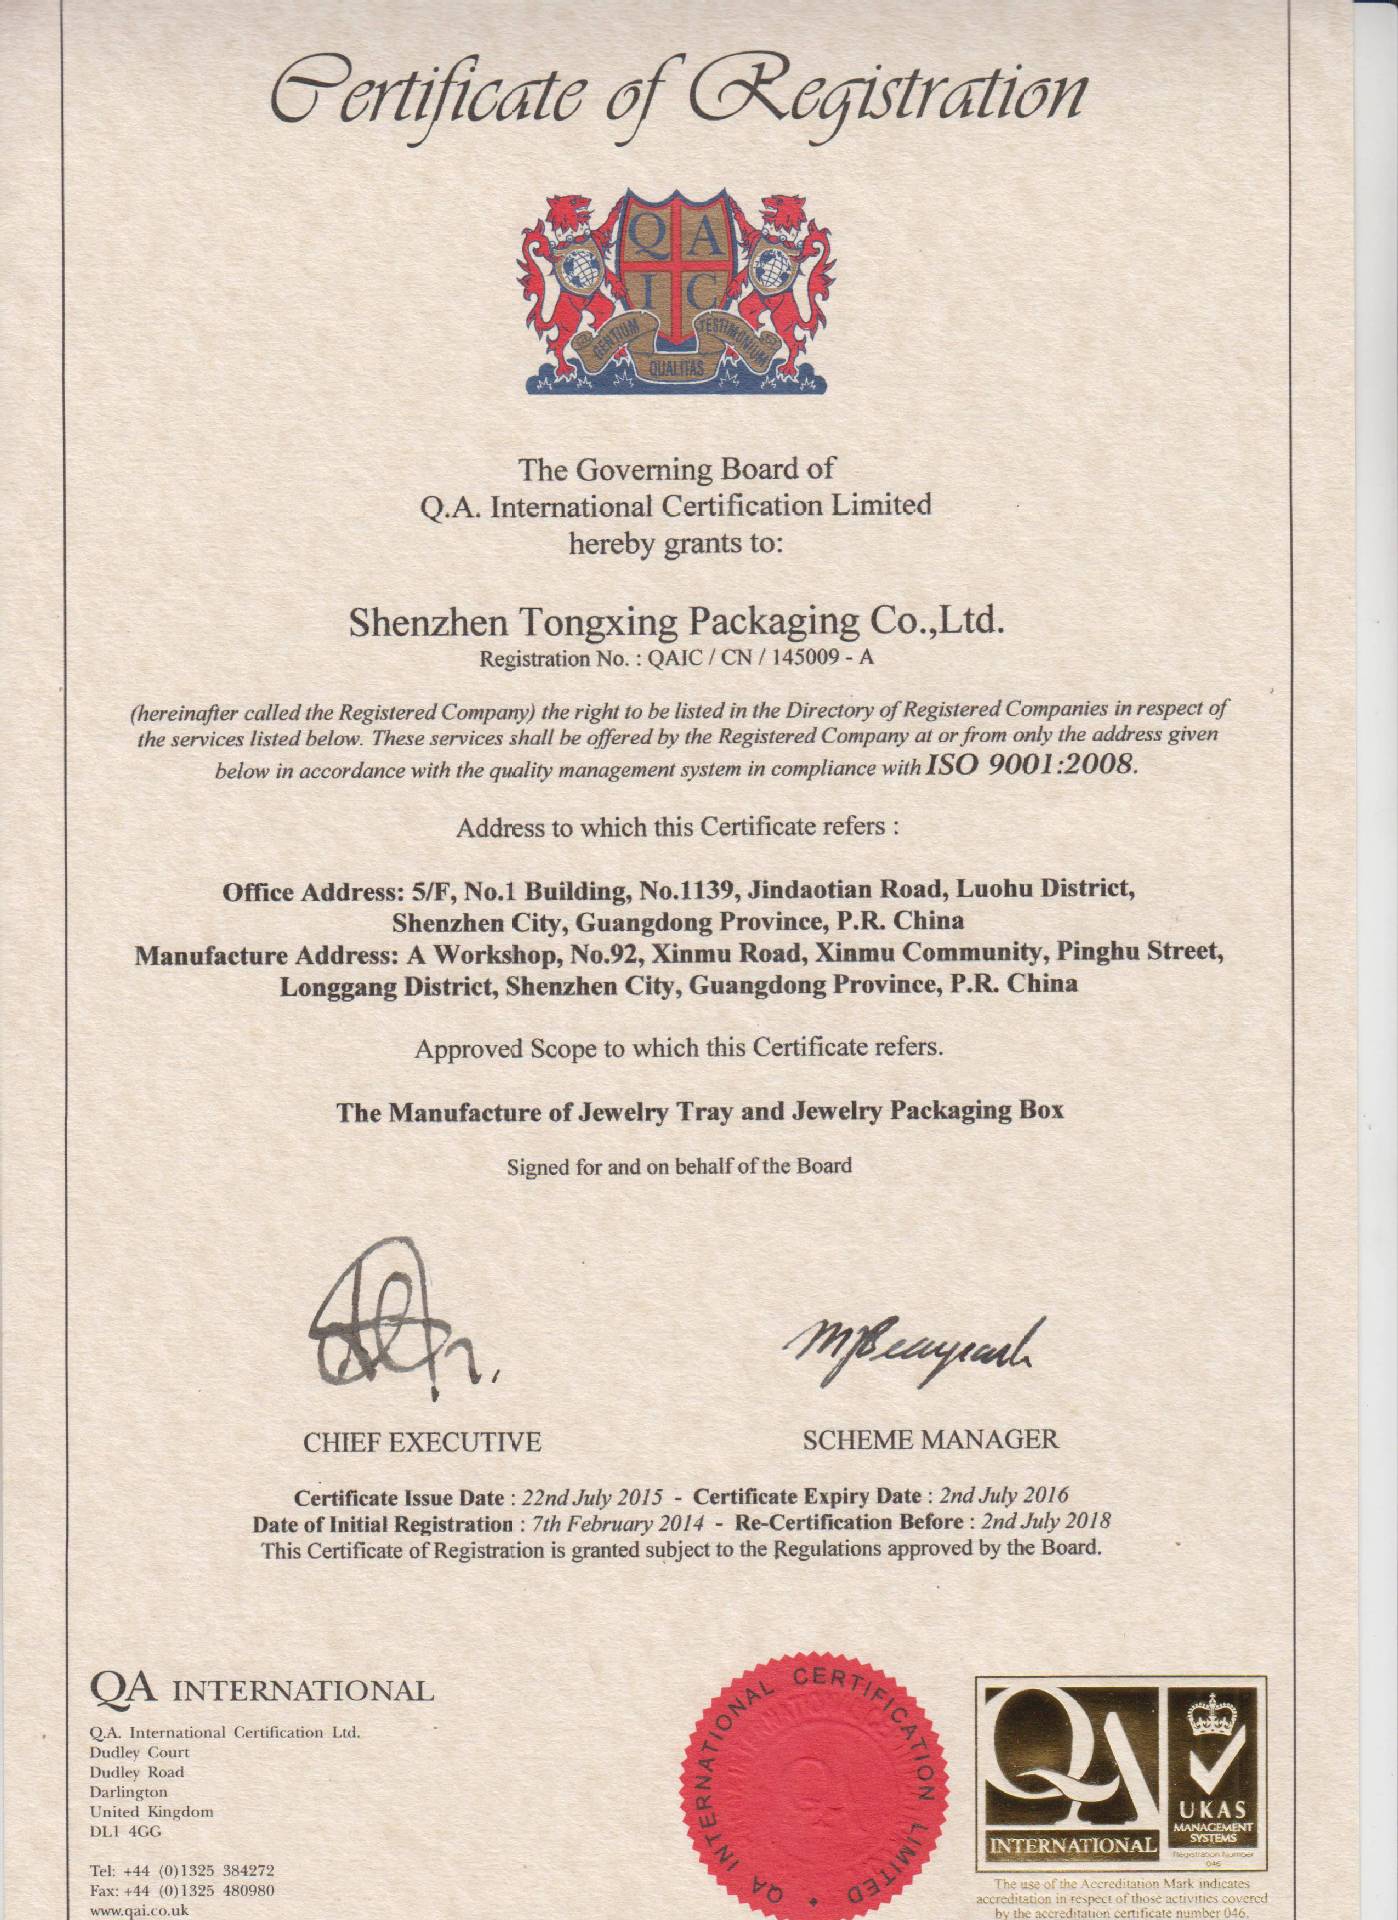 Certificate of Registration
Q A
I C
GENTIUM TESTIMONIUM
QUALITAS
The Governing Board of
Q.A. International Certification Limited
hereby grants to:
Shenzhen Tongxing Packaging Co.,Ltd.
Registration No. : QAIC / CN / 145009 - A
(hereinafter called the Registered Company) the right to be listed in the Directory of Registered Companies in respect of
the services listed below. These services shall be offered by the Registered Company at or from only the address given
below in accordance with the quality management system in compliance with ISO 9001:2008.
Address to which this Certificate refers :
Office Address: 5/F, No.1 Building, No.1139, Jindaotian Road, Luohu District,
Shenzhen City, Guangdong Province, P.R. China
Manufacture Address: A Workshop, No.92, Xinmu Road, Xinmu Community, Pinghu Street,
Longgang District, Shenzhen City, Guangdong Province, P.R. China
Approved Scope to which this Certificate refers.
The Manufacture of Jewelry Tray and Jewelry Packaging Box
Signed for and on behalf of the Board
CHIEF EXECUTIVE
SCHEME MANAGER
Certificate Issue Date : 22nd July 2015 - Certificate Expiry Date : 2nd July 2016
Date of Initial Registration : 7th February 2014 - Re-Certification Before : 2nd July 2018
This Certificate of Registration is granted subject to the Regulations approved by the Board.
QA INTERNATIONAL
Q.A. International Certification Ltd.
Dudley Court
Dudley Road
Darlington
United Kingdom
DL1 4GG
Tel: +44 (0)1325 384272
Fax: +44 (0)1325 480980
www.qai.co.uk
QA INTERNATIONAL CERTIFICATION LIMITED
QA
INTERNATIONAL
UKAS
MANAGEMENT
SYSTEMS
Registration Number
046
The use of the Accreditation Mark indicates
accreditation in respect of those activities covered
by the accreditation certificate number 046.